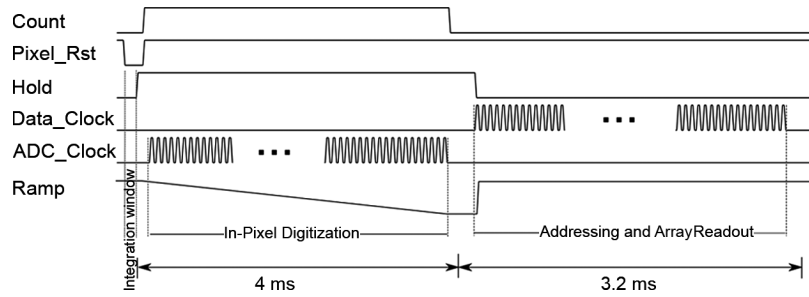 Count
Pixel_Rst
Hold
Data_Clock
ADC_Clock
Ramp
Integration window
In-Pixel Digitization
Addressing and ArrayReadout
4 ms
3.2 ms